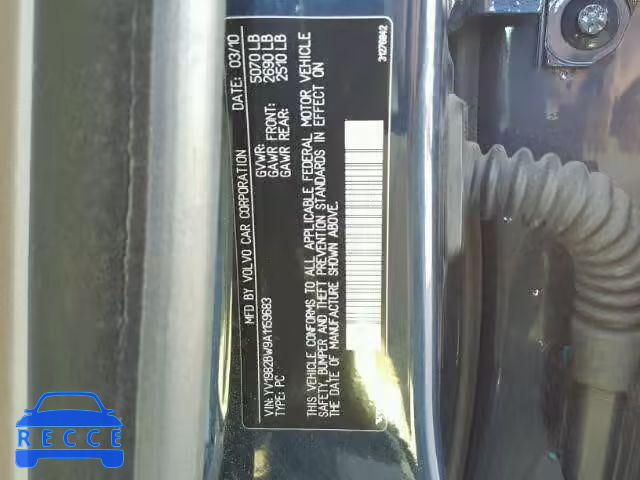 MFD BY VOLVO CAR CORPORATION DATE: 03/10
GVWR: 5070 LB
GAWR FRONT: 2690 LB
GAWR REAR: 2510 LB
VIN: YV1982BW9A1159683
TYPE: PC
THIS VEHICLE CONFORMS TO ALL APPLICABLE FEDERAL MOTOR VEHICLE
SAFETY, BUMPER AND THEFT PREVENTION STANDARDS IN EFFECT ON
THE DATE OF MANUFACTURE SHOWN ABOVE.
31276842
RECCE